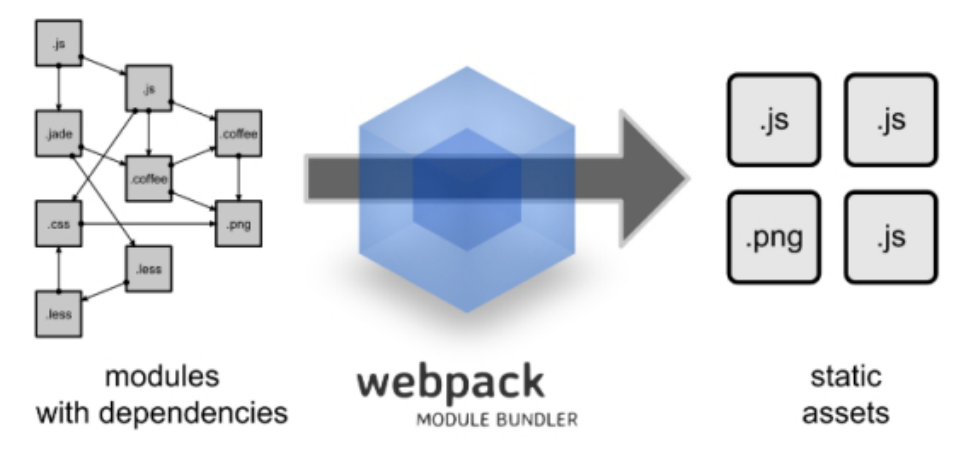 .js
.js
.jade
.coffee
.coffee
.css
.png
.less
.less
modules
with dependencies
webpack
MODULE BUNDLER
.js
.js
.png
.js
static
assets